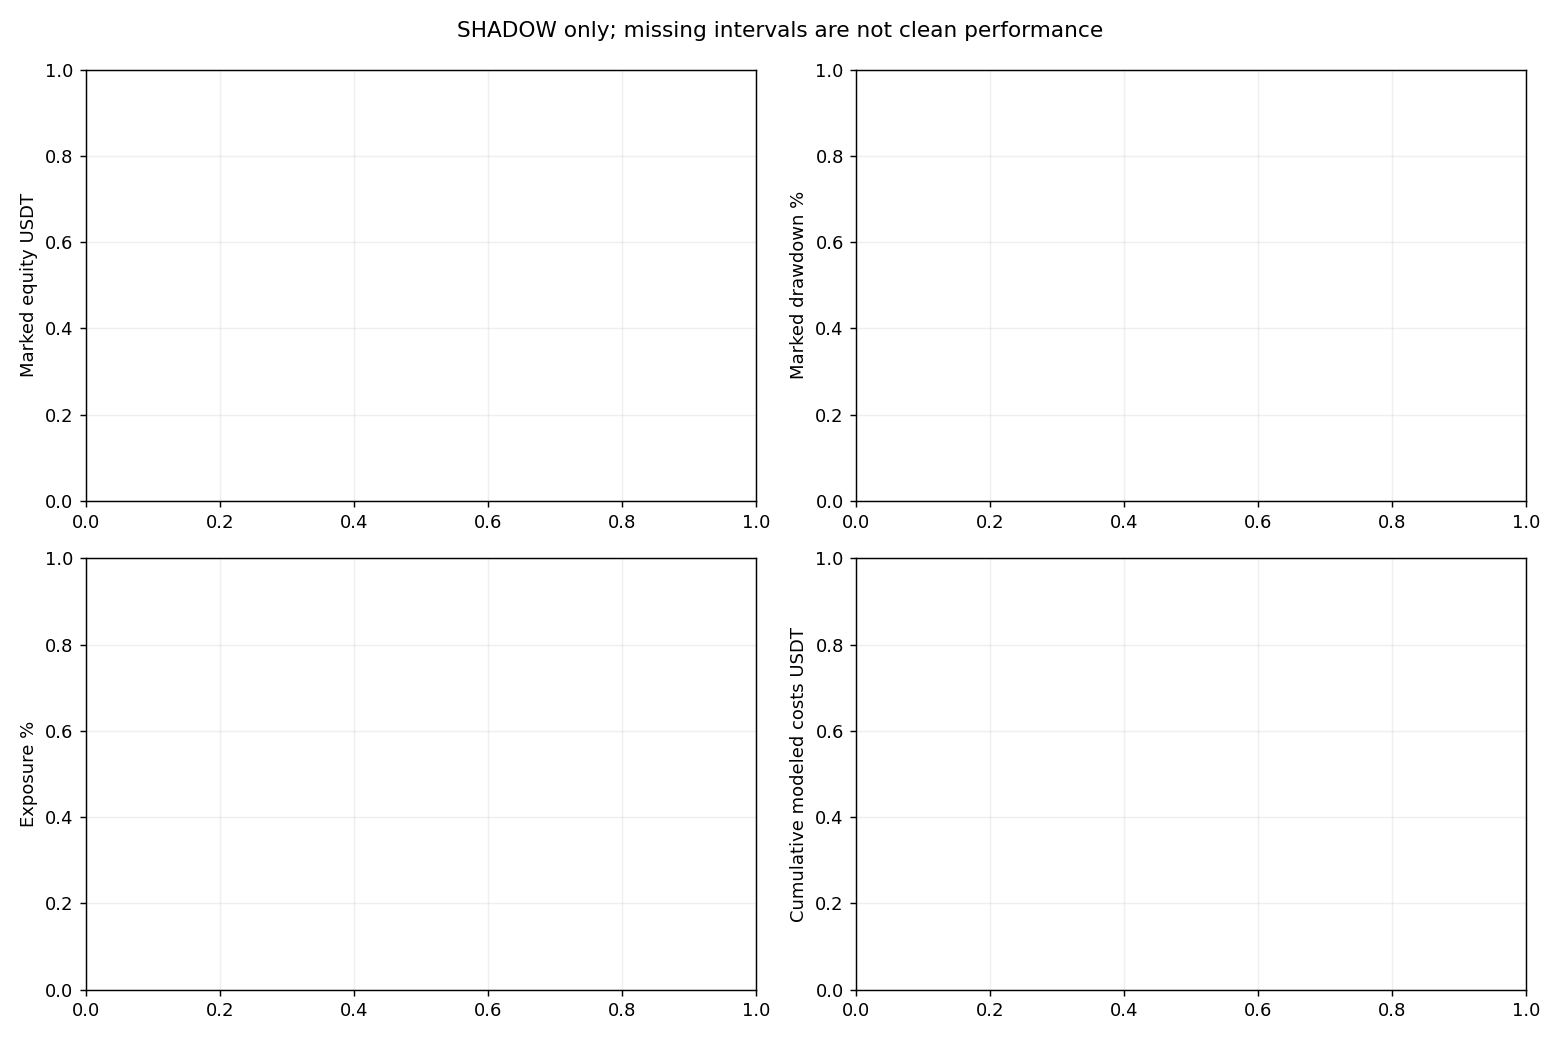 SHADOW only; missing intervals are not clean performance
1.0
0.8
0.6
0.4
0.2
0.0
Marked equity USDT
0.0 0.2 0.4 0.6 0.8 1.0
1.0
0.8
0.6
0.4
0.2
0.0
Marked drawdown %
0.0 0.2 0.4 0.6 0.8 1.0
1.0
0.8
0.6
0.4
0.2
0.0
Exposure %
0.0 0.2 0.4 0.6 0.8 1.0
1.0
0.8
0.6
0.4
0.2
0.0
Cumulative modeled costs USDT
0.0 0.2 0.4 0.6 0.8 1.0